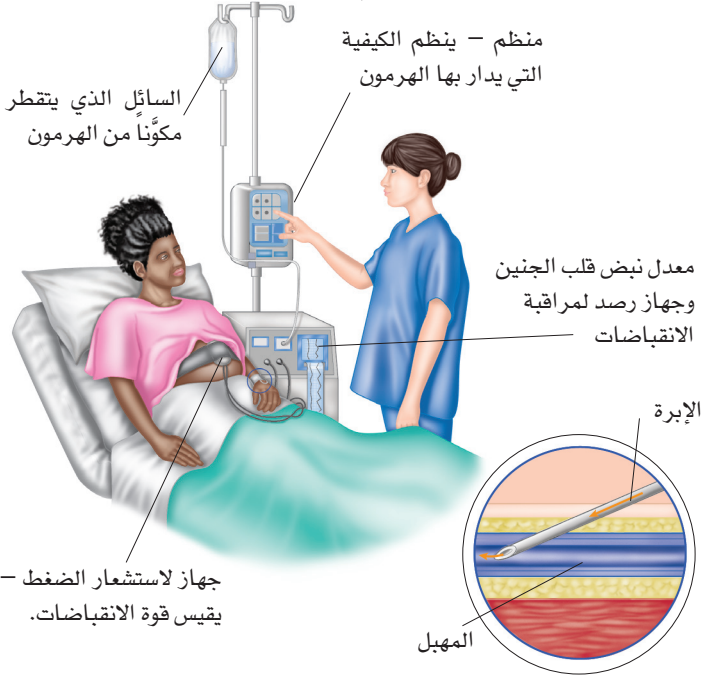 منظم – ينظم الكيفية
التي يدار بها الهرمون
السائل الذي يتقطر
مكوَّناً من الهرمون
معدل نبض قلب الجنين
وجهاز رصد لمراقبة
الانقباضات
الإبرة
جهاز لاستشعار الضغط –
يقيس قوة الانقباضات.
المهبل